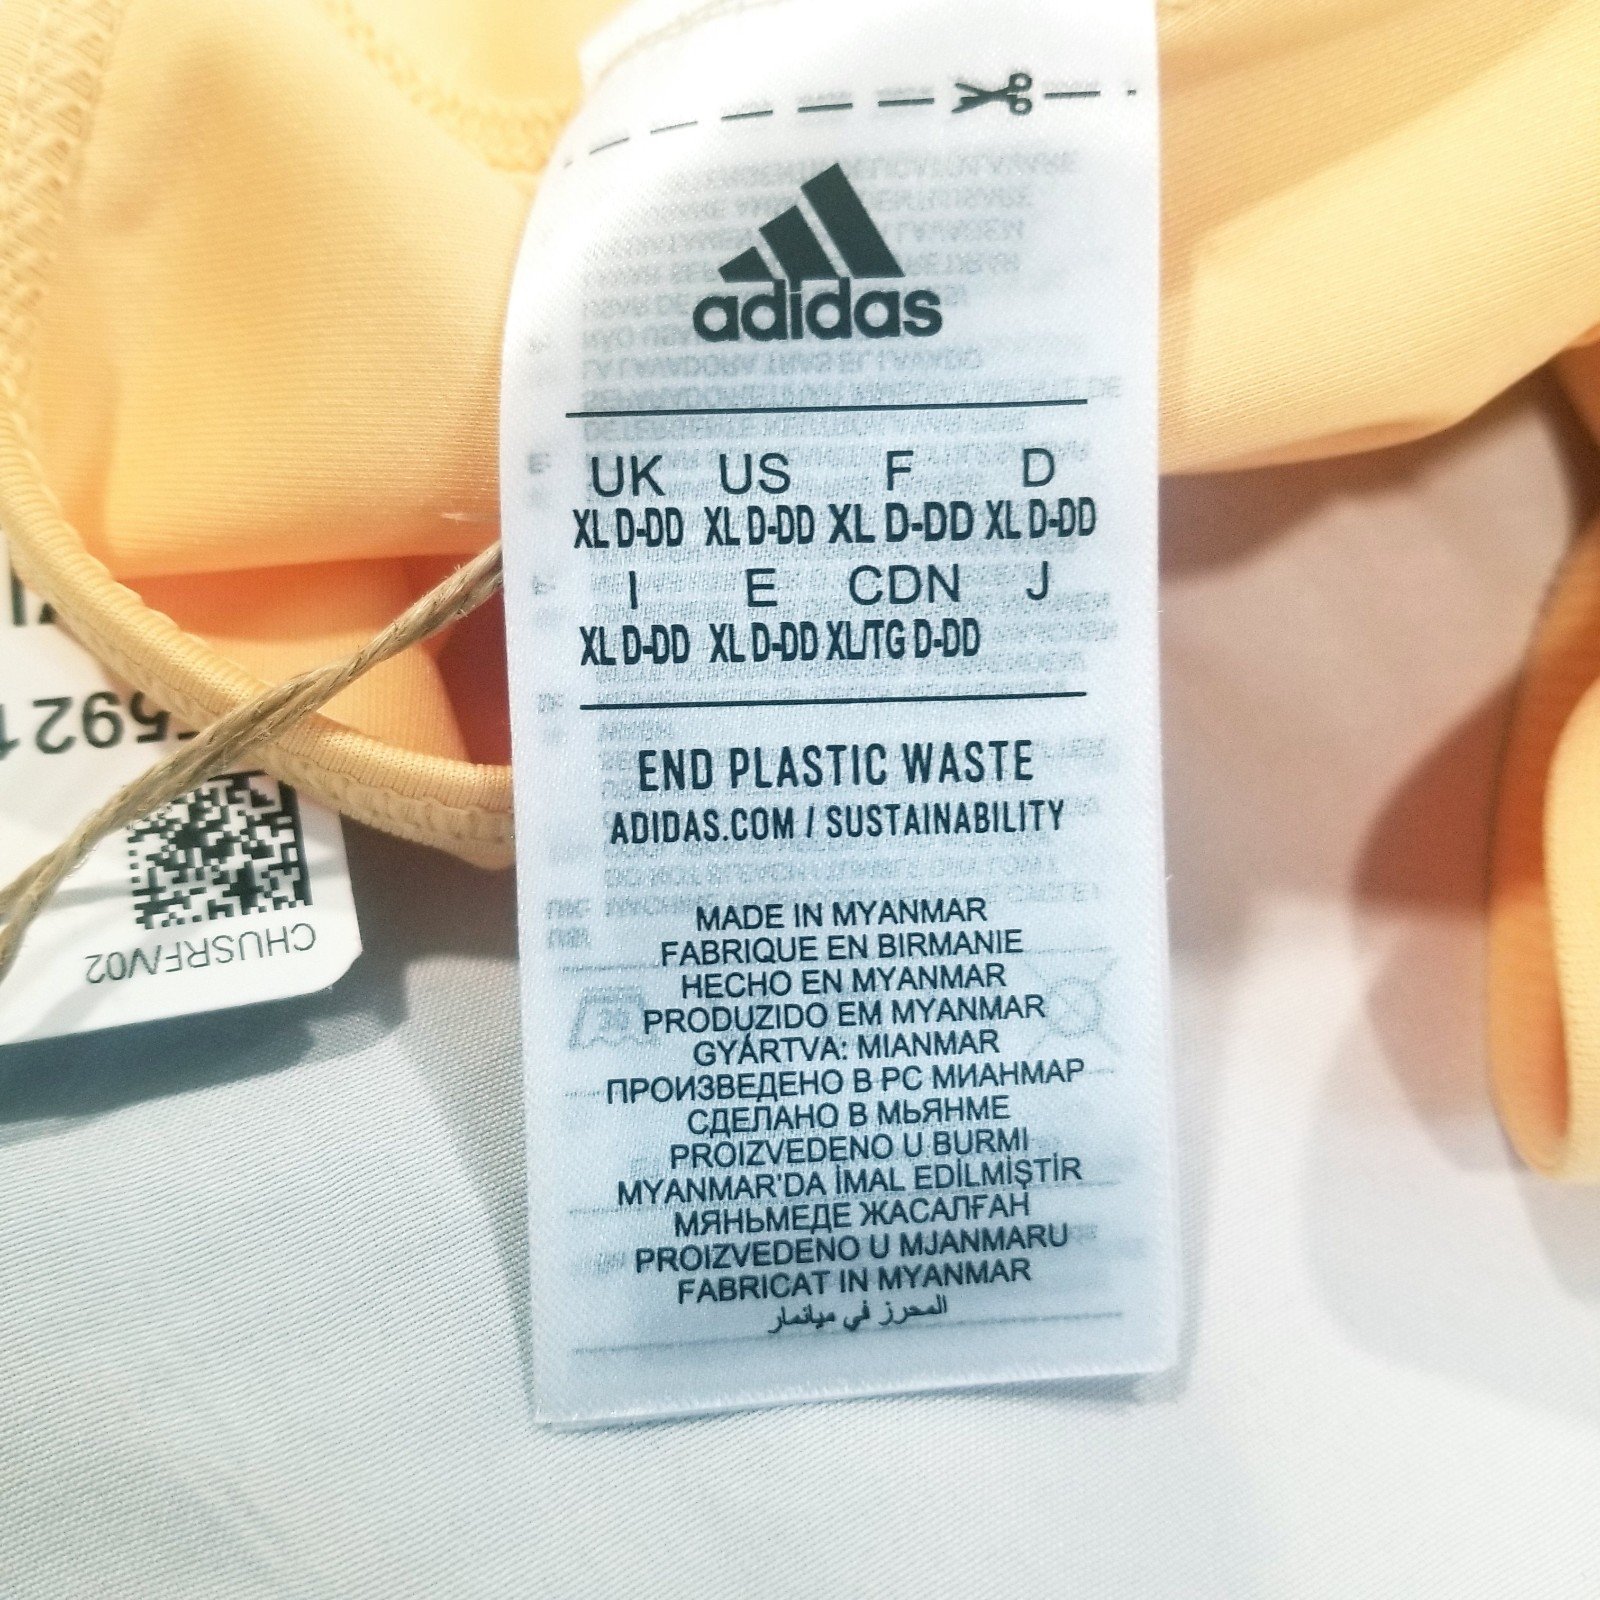 adidas
UK US F D
XL D-DD XL D-DD XL D-DD XL D-DD
I E CDN J
XL D-DD XL D-DD XL/TG D-DD
END PLASTIC WASTE
ADIDAS.COM / SUSTAINABILITY
MADE IN MYANMAR
FABRIQUE EN BIRMANIE
HECHO EN MYANMAR
PRODUZIDO EM MYANMAR
GYÁRTVA: MIANMAR
ПРОИЗВЕДЕНО В РС МИАНМАР
СДЕЛАНО В МЬЯНМЕ
PROIZVEDENO U BURMI
MYANMAR'DA İMAL EDİLMİŞTİR
МЯНЬМЕДЕ ЖАСАЛҒАН
PROIZVEDENO U MJANMARU
FABRICAT IN MYANMAR
المحرز في ميانمار
CHUSRF/V02